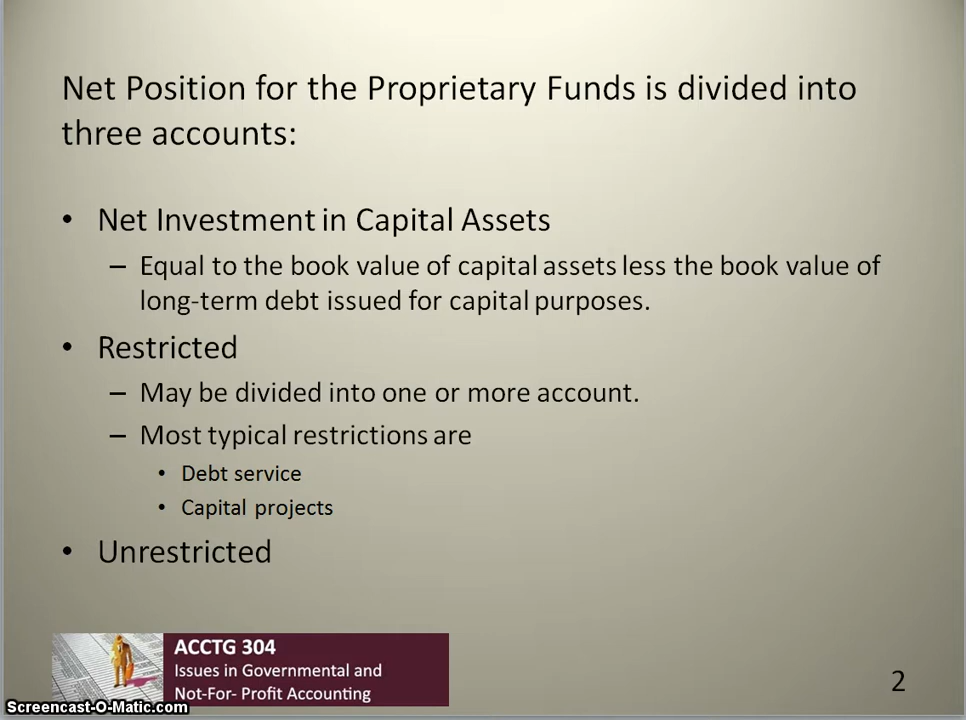 Net Position for the Proprietary Funds is divided into
three accounts:
• Net Investment in Capital Assets
– Equal to the book value of capital assets less the book value of
long-term debt issued for capital purposes.
• Restricted
– May be divided into one or more account.
– Most typical restrictions are
• Debt service
• Capital projects
• Unrestricted
ACCTG 304
Issues in Governmental and
Not-For- Profit Accounting
2
Screencast-O-Matic.com